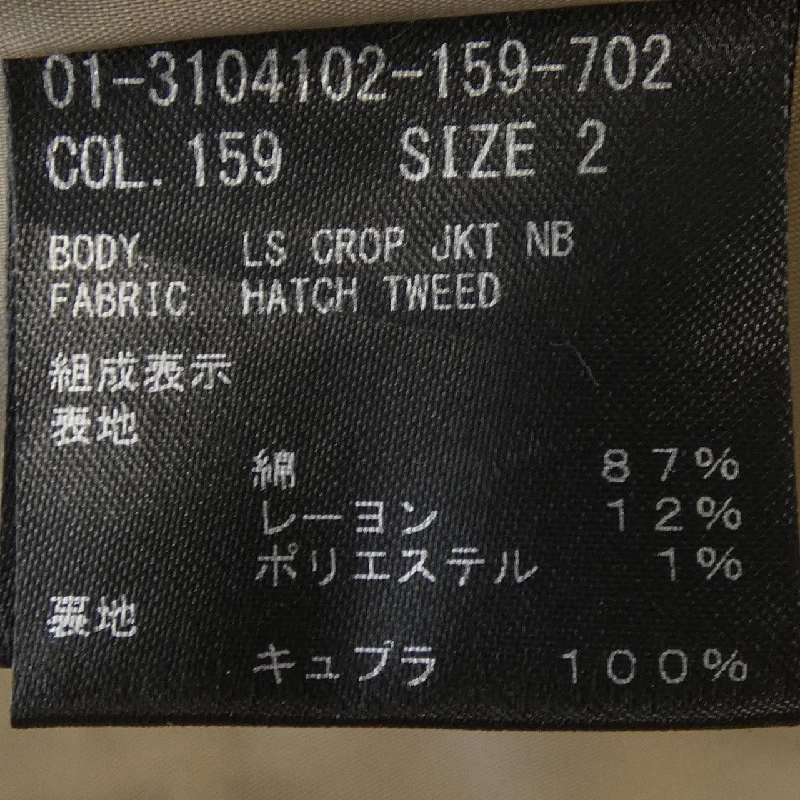 01-3104102-159-702
COL. 159 SIZE 2
BODY. LS CROP JKT NB
FABRIC. HATCH TWEED
組成表示
表地
綿 87%
レーヨン 12%
ポリエステル 1%
裏地
キュプラ 100%